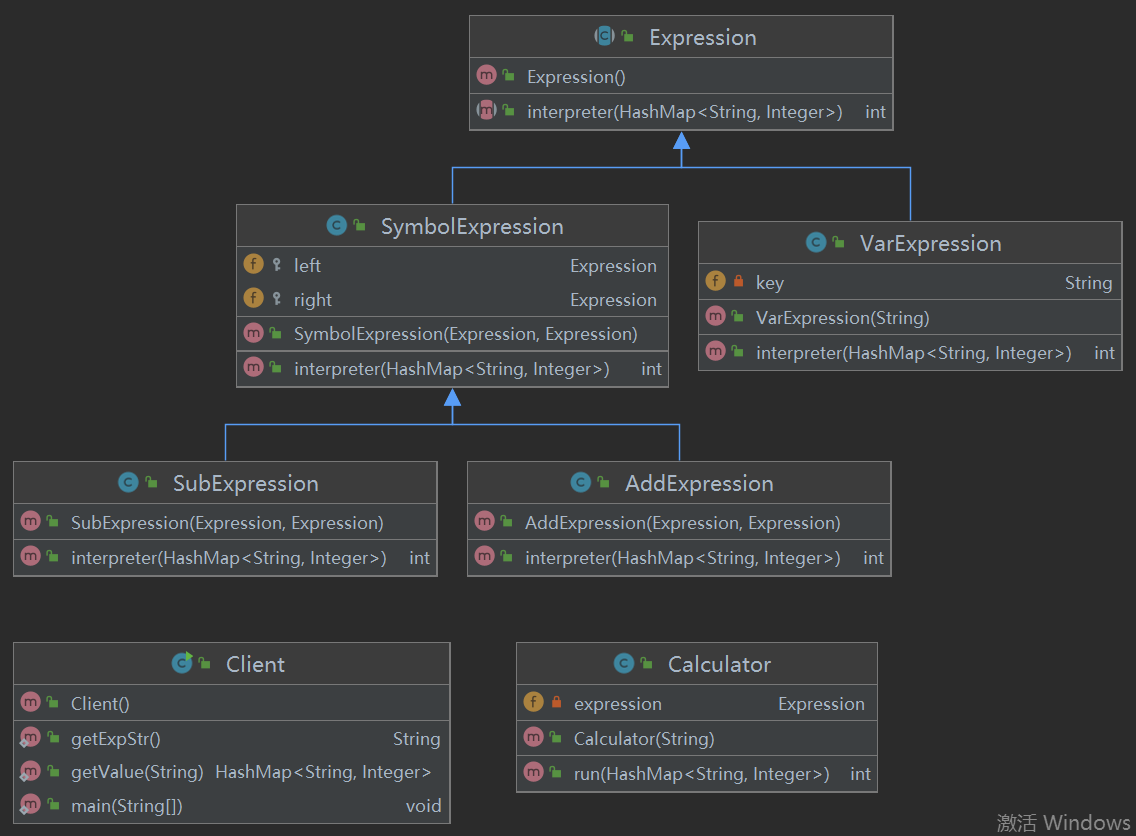 Expression
Expression()
interpreter(HashMap<String, Integer>) int
SymbolExpression
left Expression
right Expression
SymbolExpression(Expression, Expression)
interpreter(HashMap<String, Integer>) int
VarExpression
key String
VarExpression(String)
interpreter(HashMap<String, Integer>) int
SubExpression
SubExpression(Expression, Expression)
interpreter(HashMap<String, Integer>) int
AddExpression
AddExpression(Expression, Expression)
interpreter(HashMap<String, Integer>) int
Client
Client()
getExpStr() String
getValue(String) HashMap<String, Integer>
main(String[]) void
Calculator
expression Expression
Calculator(String)
run(HashMap<String, Integer>) int
激活 Windows